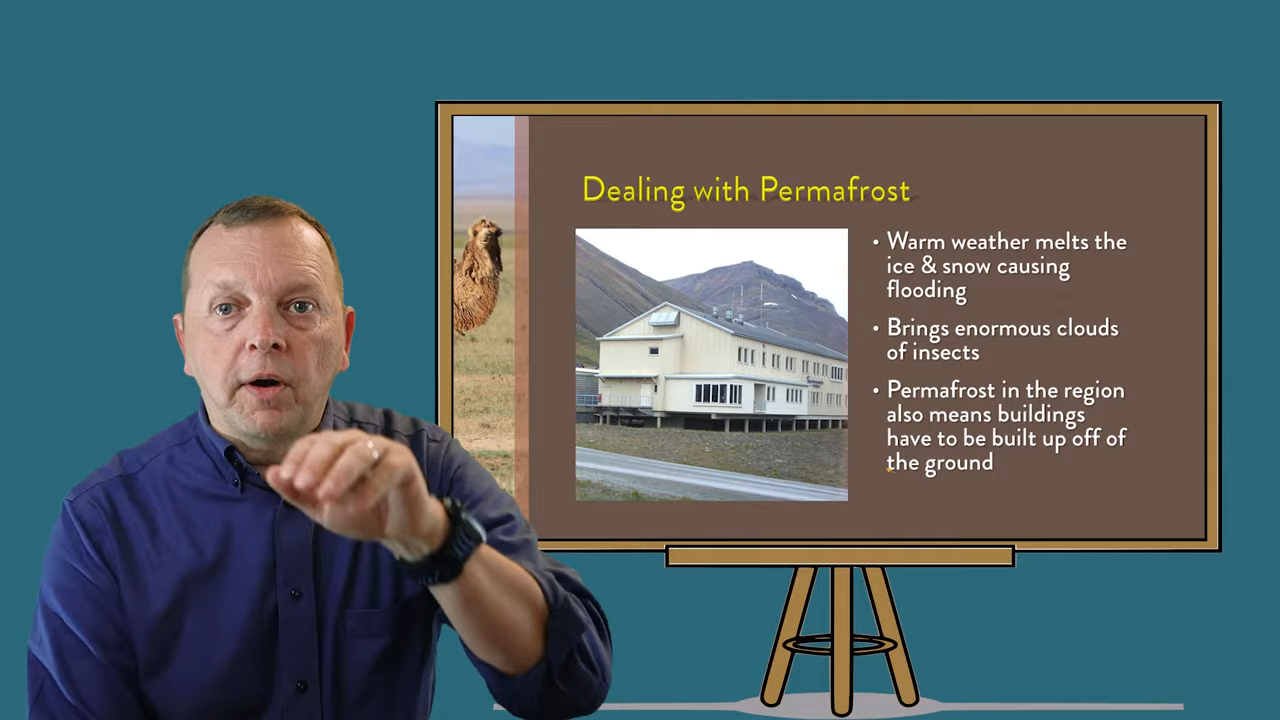 Dealing with Permafrost
• Warm weather melts the
ice & snow causing
flooding
• Brings enormous clouds
of insects
• Permafrost in the region
also means buildings
have to be built up off of
the ground